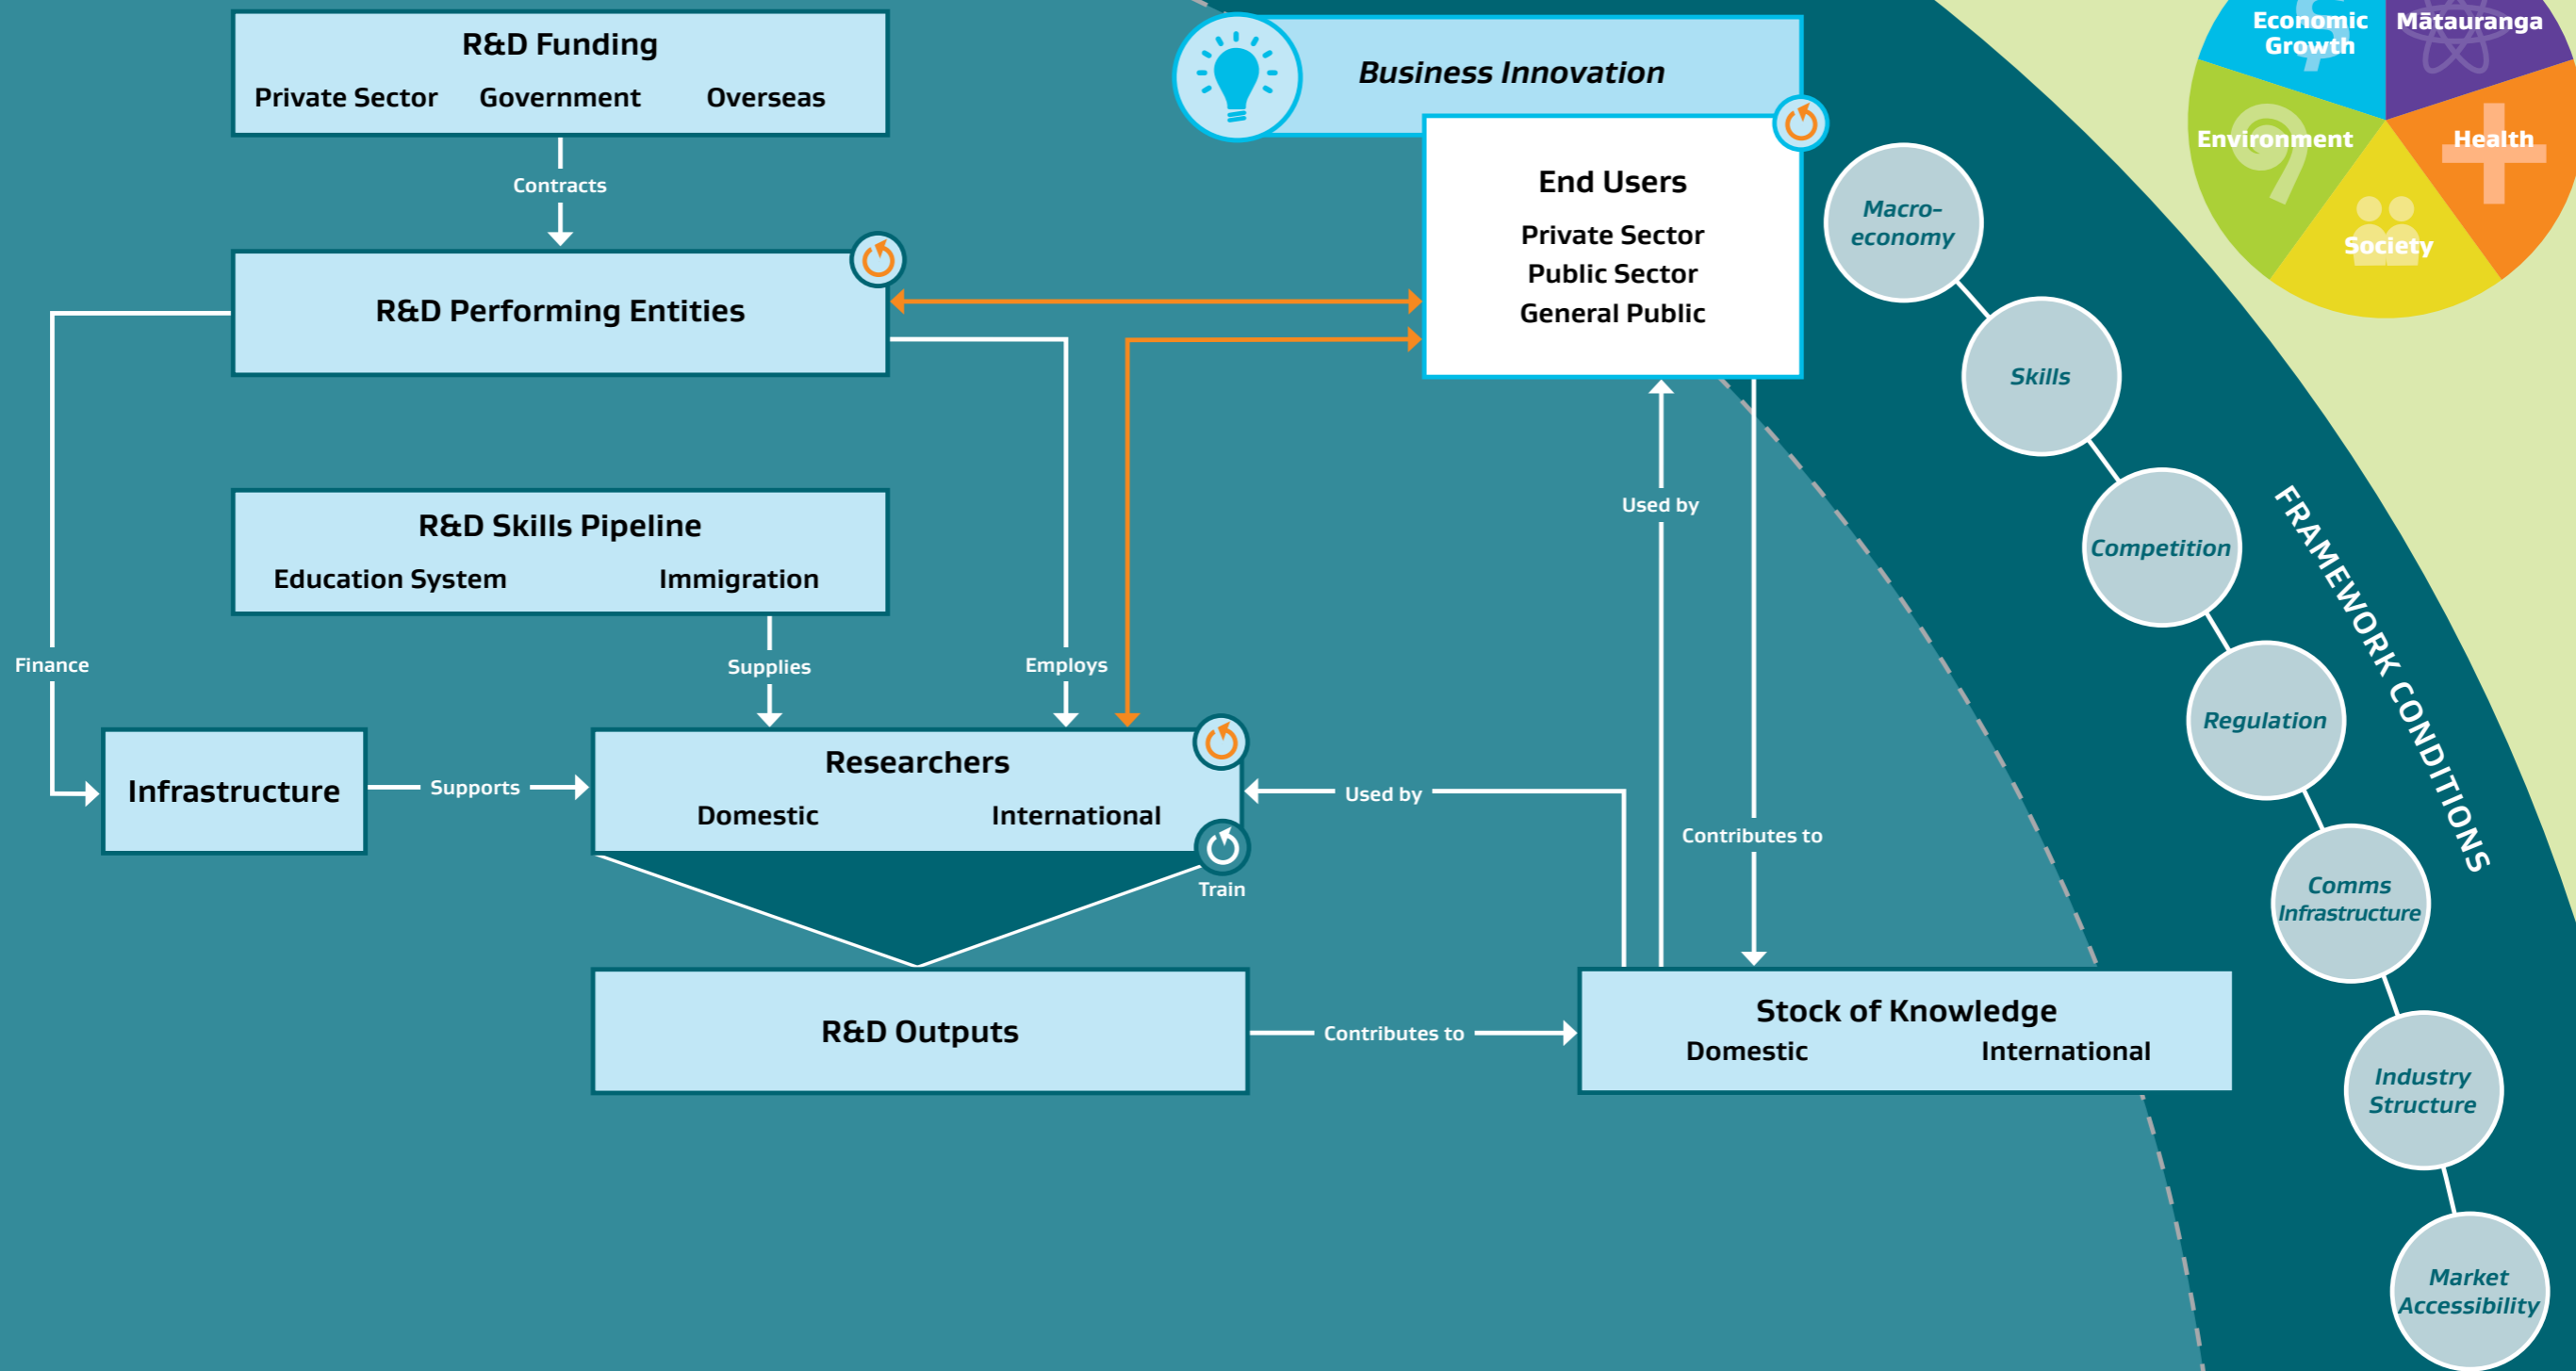 R&D Funding
Private Sector Government Overseas
Contracts
R&D Performing Entities
R&D Skills Pipeline
Education System Immigration
Finance
Supplies
Employs
Infrastructure
Supports
Researchers
Domestic International
Train
R&D Outputs
Contributes to
Business Innovation
End Users
Private Sector
Public Sector
General Public
Used by
Used by
Contributes to
Stock of Knowledge
Domestic International
Macro-
economy
Skills
Competition
Regulation
Comms
Infrastructure
Industry
Structure
Market
Accessibility
FRAMEWORK CONDITIONS
Economic
Growth
Mātauranga
Environment
Health
Society